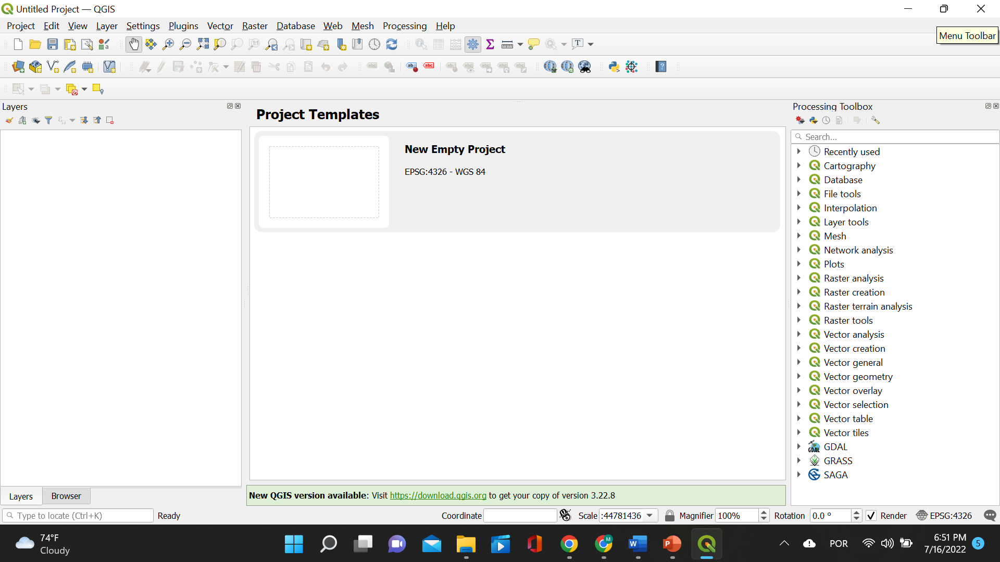 Untitled Project — QGIS
Project Edit View Layer Settings Plugins Vector Raster Database Web Mesh Processing Help
Menu Toolbar
Layers
Project Templates
New Empty Project
EPSG:4326 - WGS 84
Processing Toolbox
Search...
Recently used
Cartography
Database
File tools
Interpolation
Layer tools
Mesh
Network analysis
Plots
Raster analysis
Raster creation
Raster terrain analysis
Raster tools
Vector analysis
Vector creation
Vector general
Vector geometry
Vector overlay
Vector selection
Vector table
Vector tiles
GDAL
GRASS
SAGA
Layers Browser
New QGIS version available: Visit https://download.qgis.org to get your copy of version 3.22.8
Type to locate (Ctrl+K) Ready Coordinate Scale :44781436 Magnifier 100% Rotation 0.0 ° Render EPSG:4326
74°F
Cloudy
POR
6:51 PM
7/16/2022
5